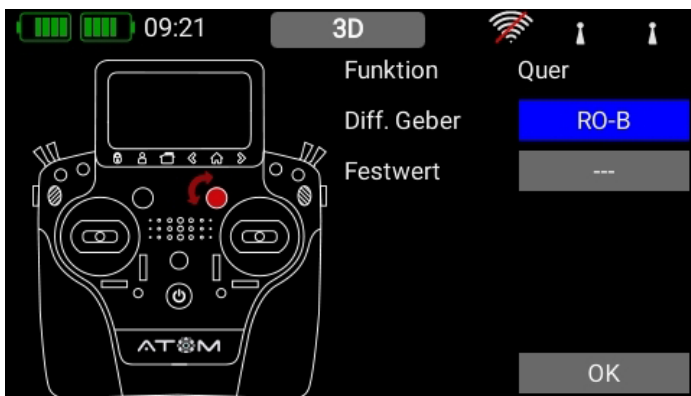 09:21 3D
Funktion Quer
Diff. Geber RO-B
Festwert ---
ATOM
OK